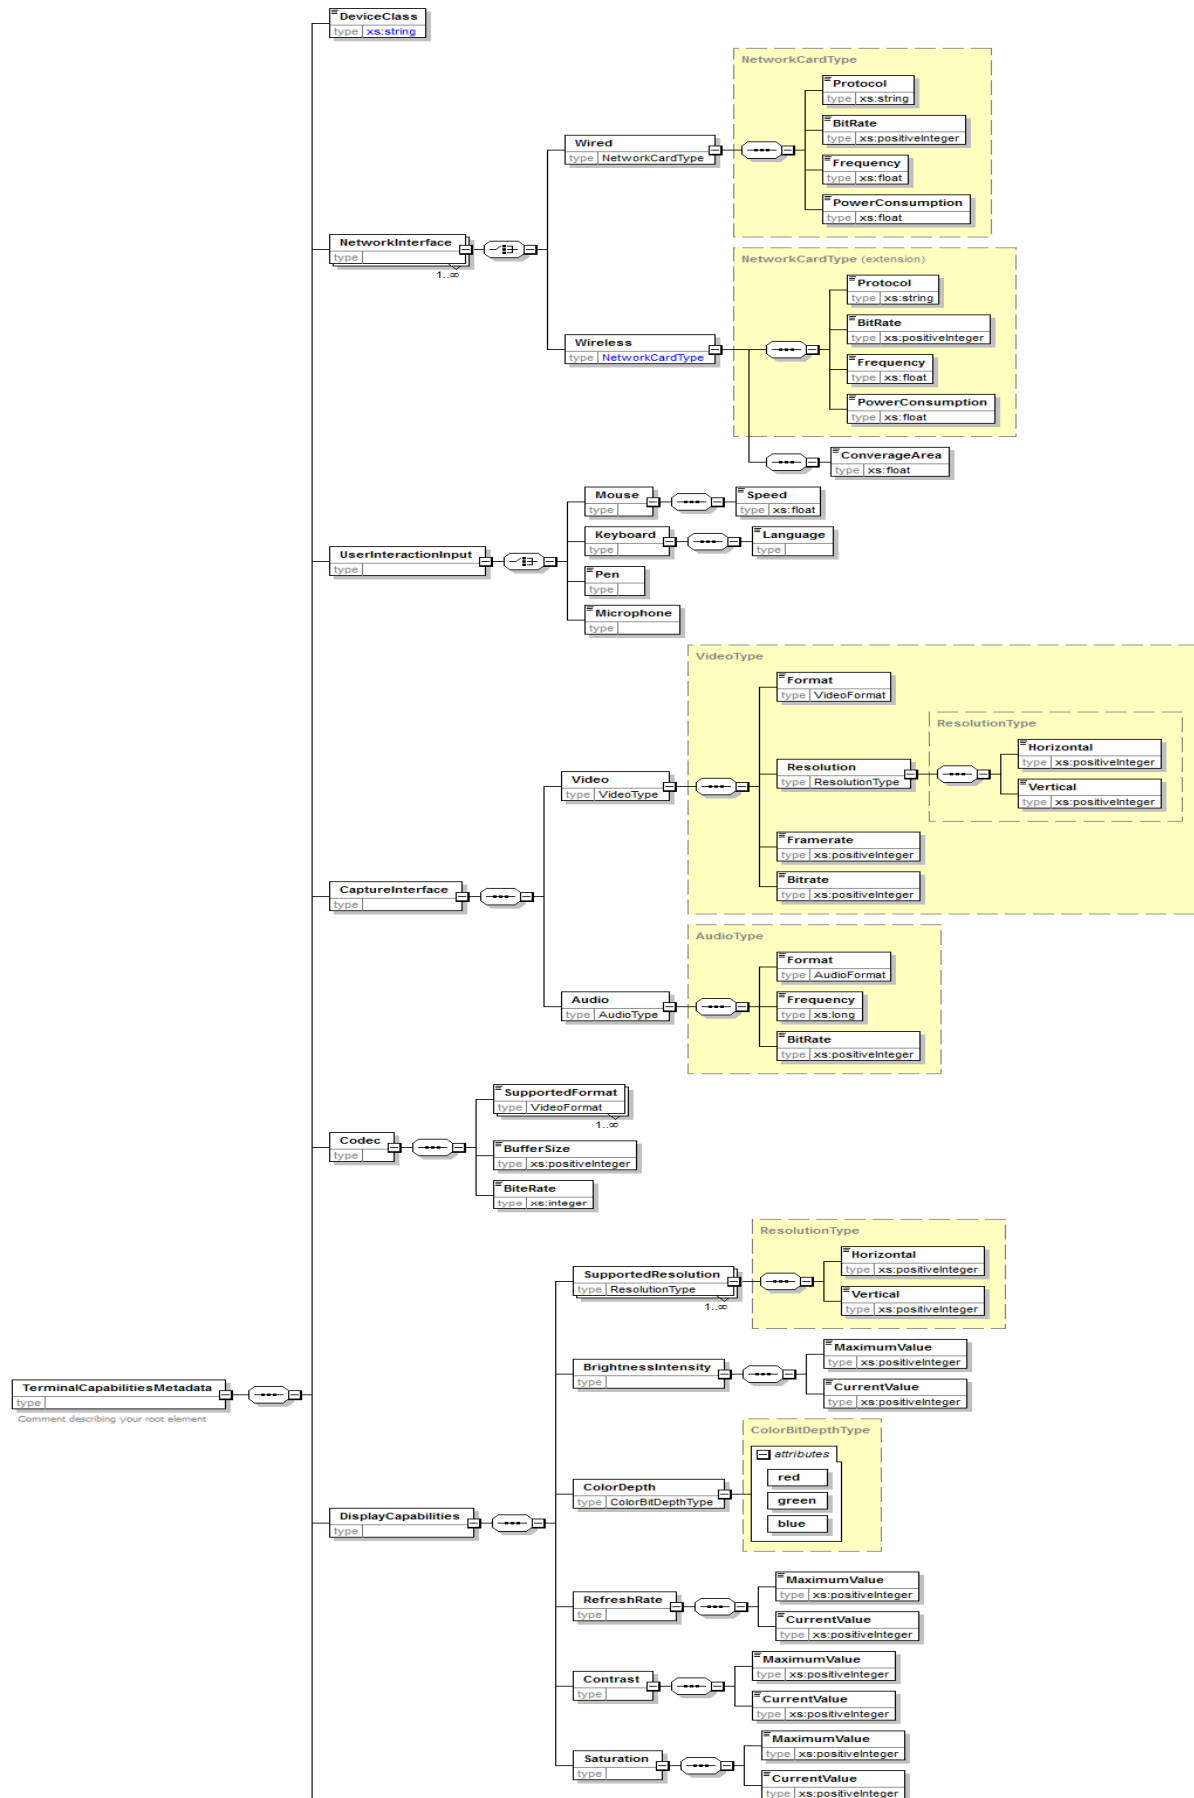 DeviceClass
type xs:string
NetworkCardType
Protocol
type xs:string
BitRate
type xs:positiveInteger
Frequency
type xs:float
PowerConsumption
type xs:float
Wired
type NetworkCardType
NetworkInterface
type
1..∞
NetworkCardType (extension)
Protocol
type xs:string
BitRate
type xs:positiveInteger
Frequency
type xs:float
PowerConsumption
type xs:float
Wireless
type NetworkCardType
ConverageArea
type xs:float
Mouse
type
Speed
type xs:float
Keyboard
type
Language
type
UserInteractionInput
type
Pen
type
Microphone
type
VideoType
Format
type VideoFormat
ResolutionType
Horizontal
type xs:positiveInteger
Resolution
type ResolutionType
Vertical
type xs:positiveInteger
Video
type VideoType
Framerate
type xs:positiveInteger
Bitrate
type xs:positiveInteger
CaptureInterface
type
AudioType
Format
type AudioFormat
Audio
type AudioType
Frequency
type xs:long
BitRate
type xs:positiveInteger
SupportedFormat
type VideoFormat
1..∞
Codec
type
BufferSize
type xs:positiveInteger
BiteRate
type xs:integer
ResolutionType
Horizontal
type xs:positiveInteger
SupportedResolution
type ResolutionType
1..∞
Vertical
type xs:positiveInteger
MaximumValue
type xs:positiveInteger
BrightnessIntensity
type
CurrentValue
type xs:positiveInteger
TerminalCapabilitiesMetadata
type
Comment describing your root element
ColorBitDepthType
attributes
red
green
blue
ColorDepth
type ColorBitDepthType
DisplayCapabilities
type
MaximumValue
type xs:positiveInteger
RefreshRate
type
CurrentValue
type xs:positiveInteger
MaximumValue
type xs:positiveInteger
Contrast
type
CurrentValue
type xs:positiveInteger
MaximumValue
type xs:positiveInteger
Saturation
type
CurrentValue
type xs:positiveInteger